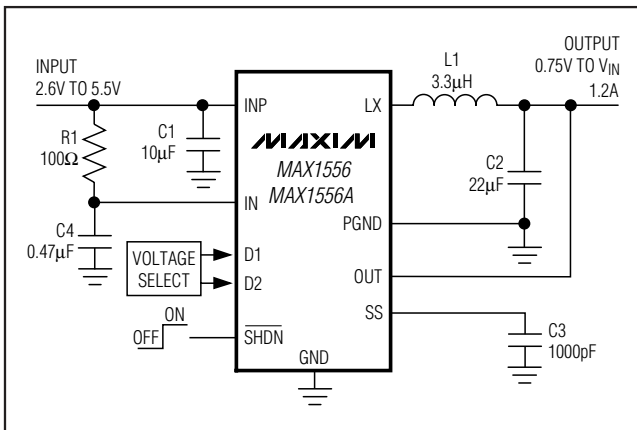 INPUT
2.6V TO 5.5V
R1
100Ω
C4
0.47μF
C1
10μF
VOLTAGE
SELECT
ON
OFF
INP
IN
D1
D2
SHDN
MAXIM
MAX1556
MAX1556A
GND
LX
PGND
OUT
SS
L1
3.3μH
OUTPUT
0.75V TO VIN
1.2A
C2
22μF
C3
1000pF